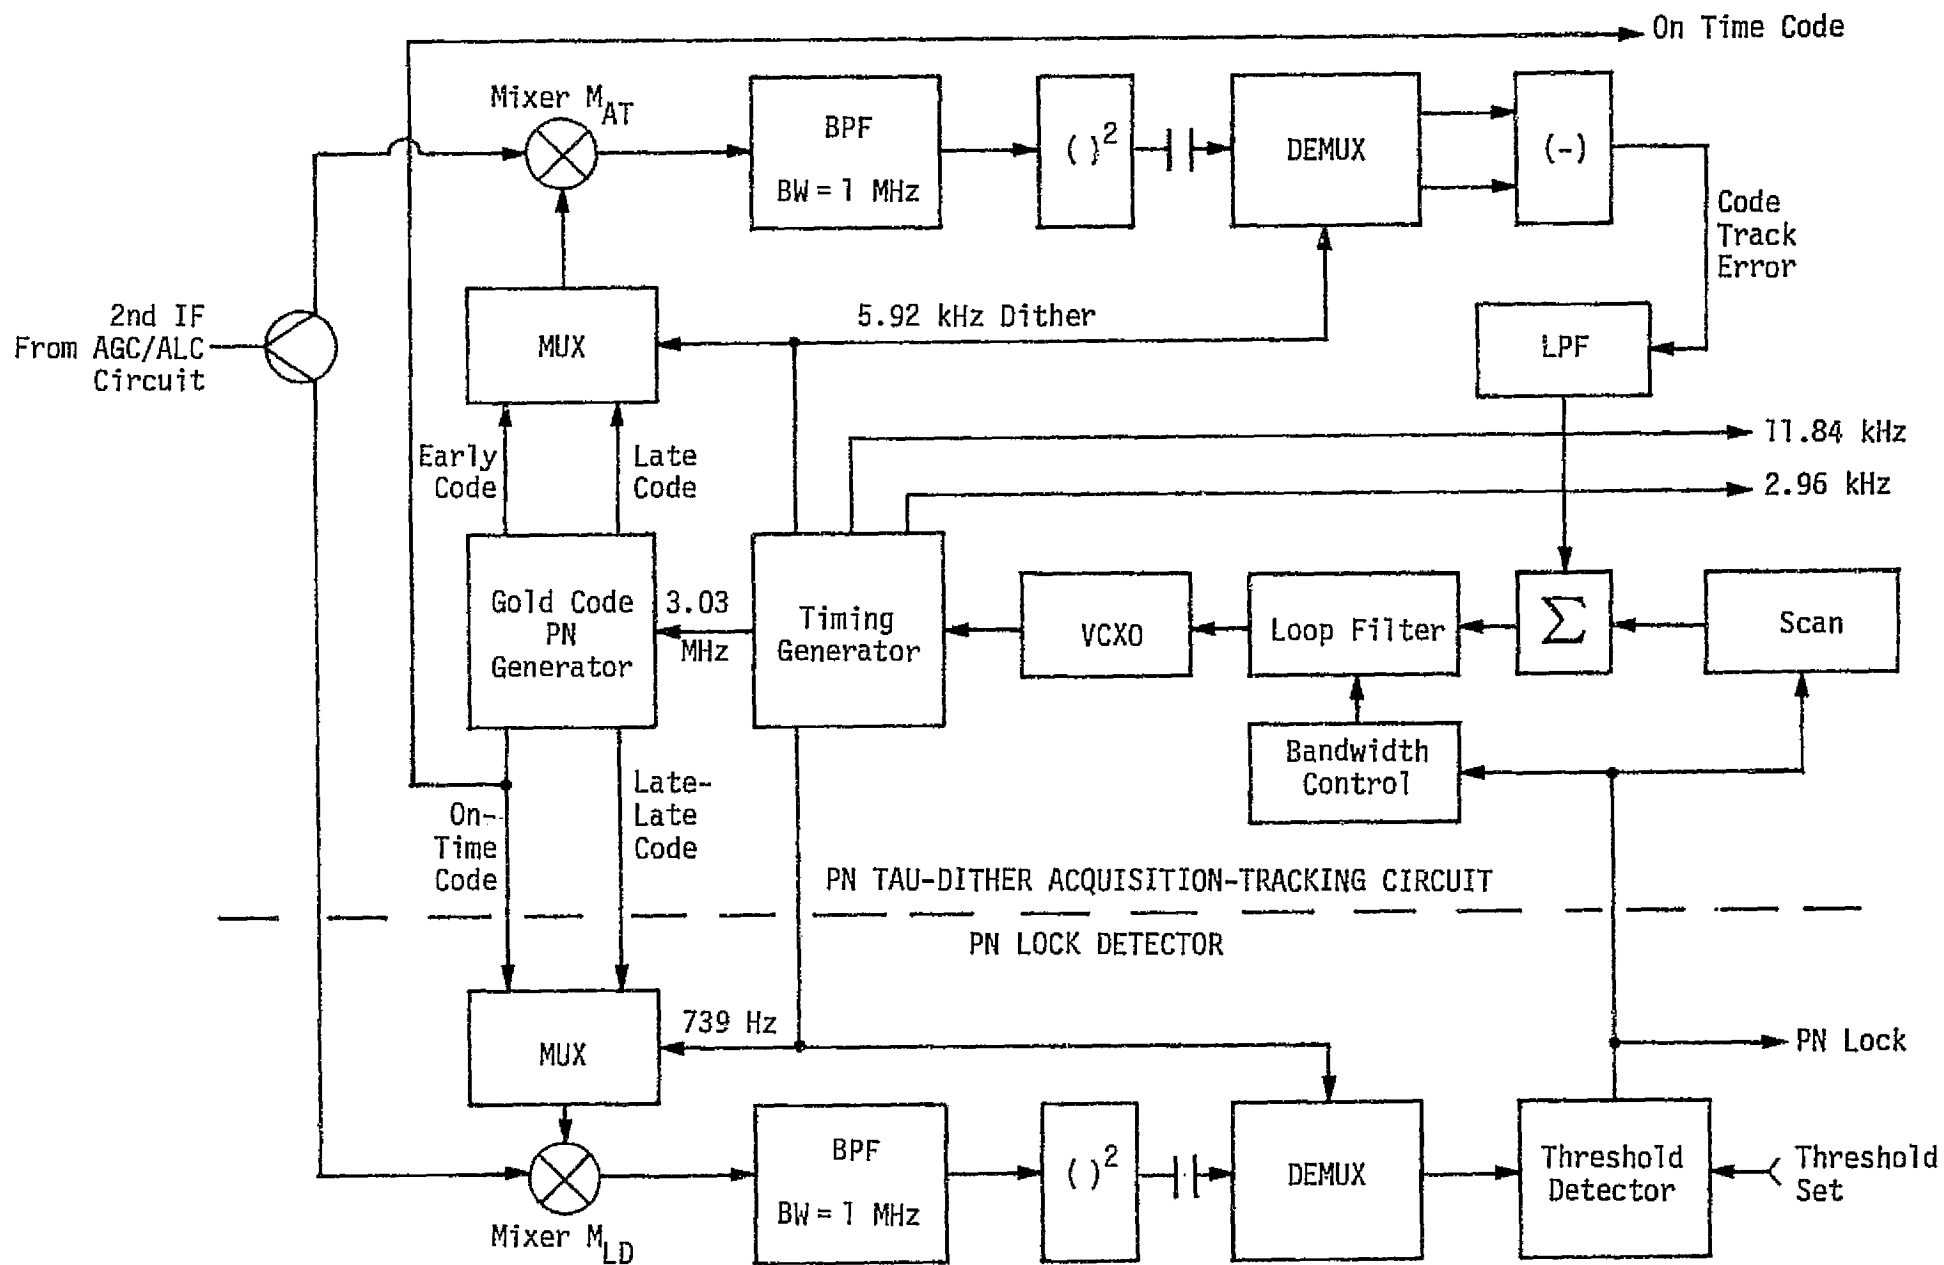 On Time Code
Mixer M_AT
BPF
BW = 1 MHz
( )²
DEMUX
(-)
Code
Track
Error
2nd IF
From AGC/ALC
Circuit
MUX
5.92 kHz Dither
LPF
Early
Code
Late
Code
11.84 kHz
2.96 kHz
Gold Code
PN
Generator
3.03
MHz
Timing
Generator
VCXO
Loop Filter
Σ
Scan
Bandwidth
Control
On-
Time
Code
Late-
Late
Code
PN TAU-DITHER ACQUISITION-TRACKING CIRCUIT
PN LOCK DETECTOR
MUX
739 Hz
PN Lock
Mixer M_LD
BPF
BW = 1 MHz
( )²
DEMUX
Threshold
Detector
Threshold
Set